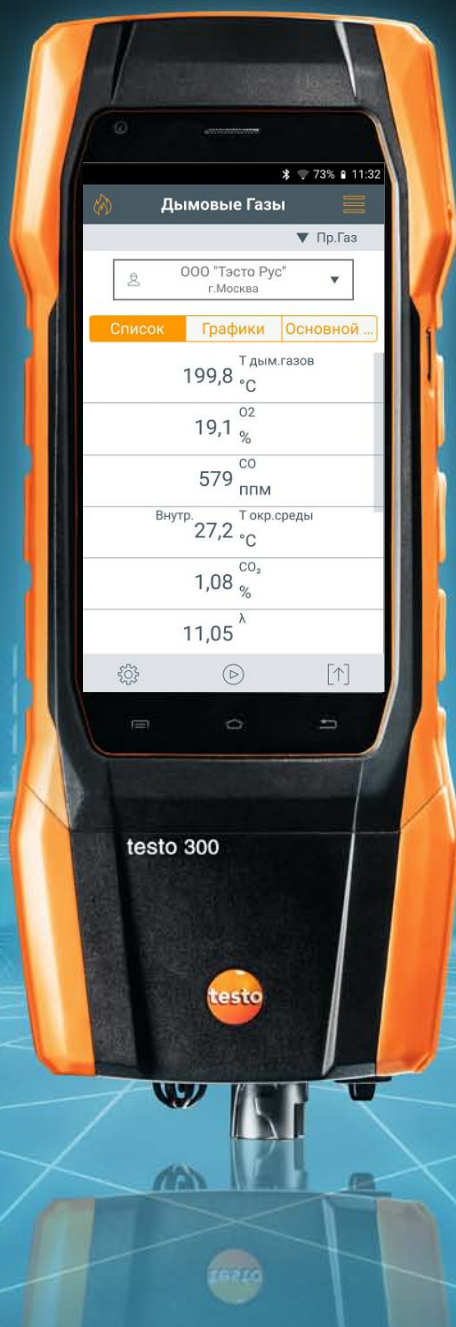 73% 11:32
Дымовые Газы
▼ Пр.Газ
ООО "Тэсто Рус"
г.Москва
Список Графики Основной ...
199,8 °C Т дым.газов
19,1 % O2
579 ппм CO
Внутр. 27,2 °C Т окр.среды
1,08 % CO₂
11,05 λ
testo 300
testo
testo